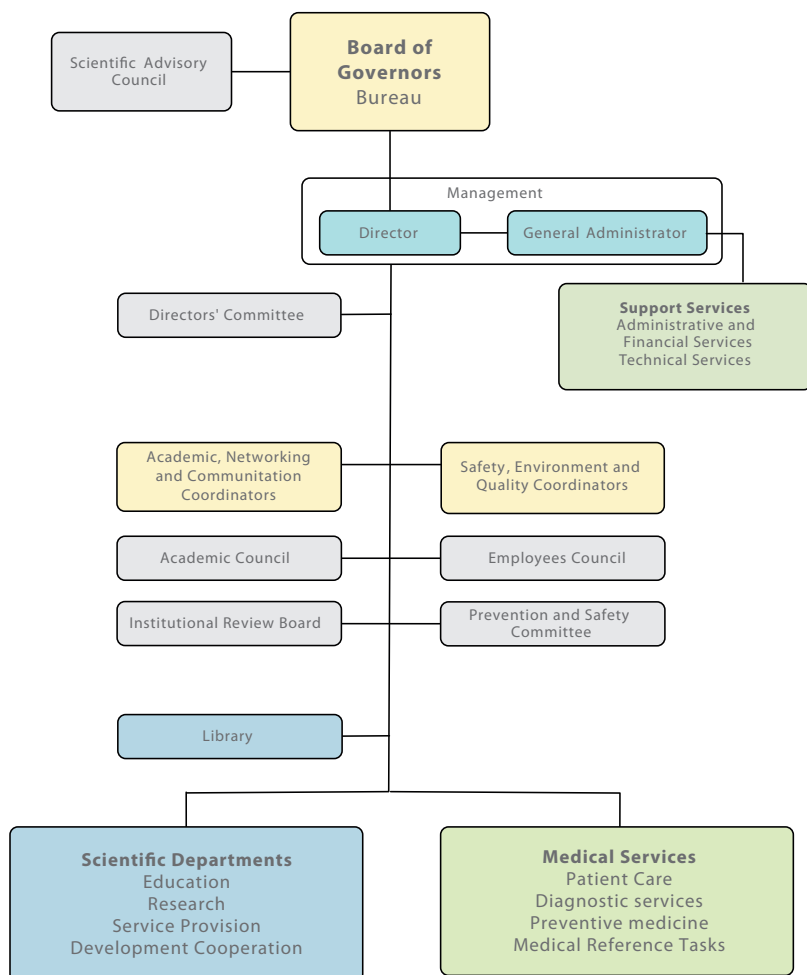 Scientific Advisory
Council
Board of
Governors
Bureau
Management
Director
General Administrator
Support Services
Administrative and
Financial Services
Technical Services
Directors' Committee
Academic, Networking
and Communitation
Coordinators
Safety, Environment and
Quality Coordinators
Academic Council
Employees Council
Institutional Review Board
Prevention and Safety
Committee
Library
Scientific Departments
Education
Research
Service Provision
Development Cooperation
Medical Services
Patient Care
Diagnostic services
Preventive medicine
Medical Reference Tasks